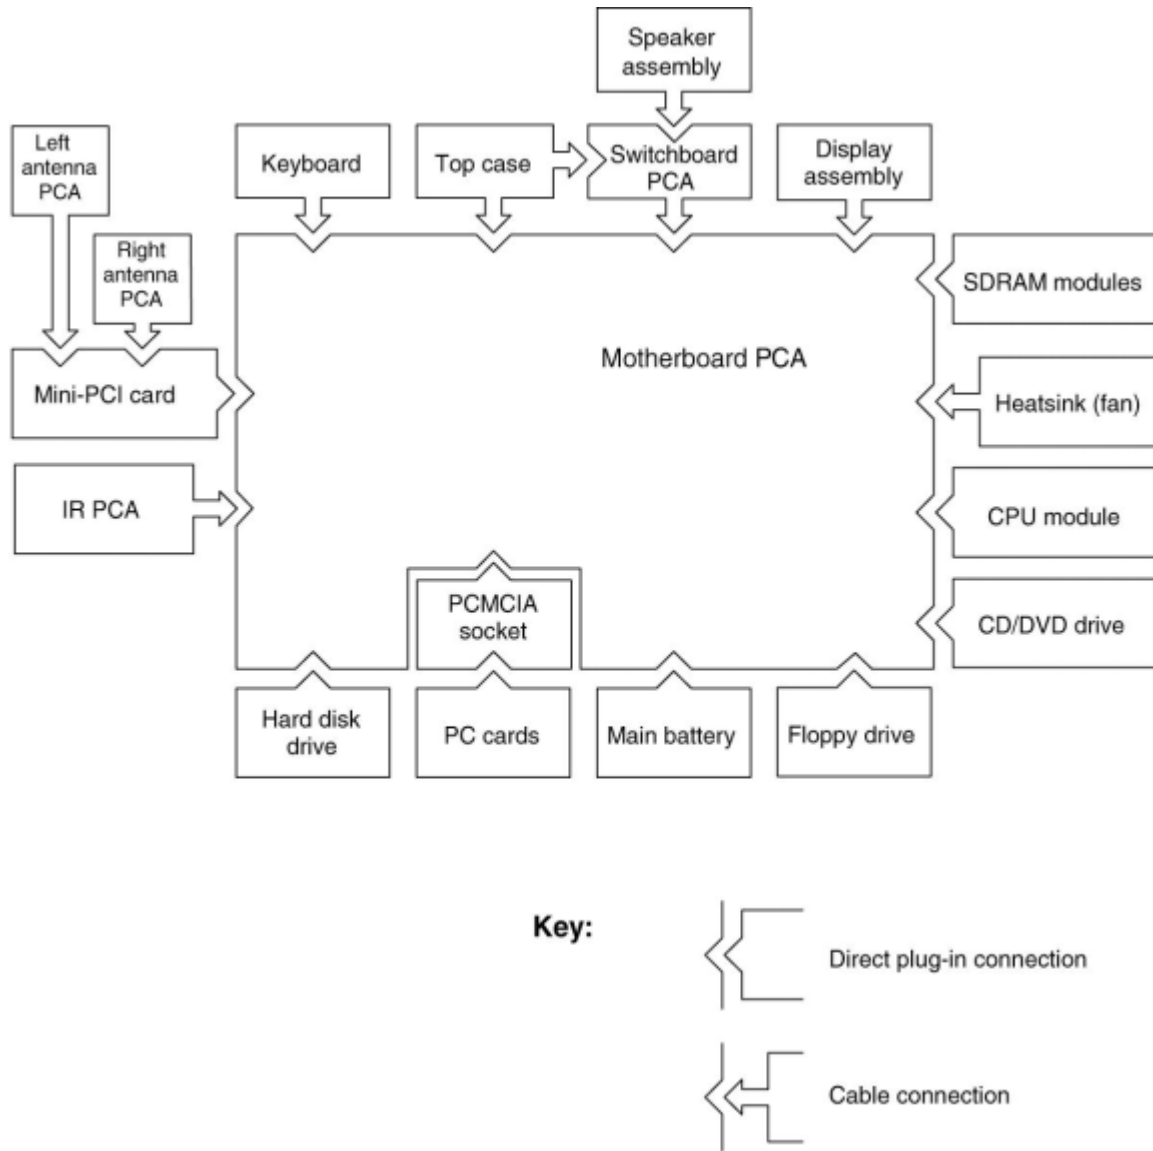 Speaker
assembly
Left
antenna
PCA
Keyboard
Top case
Switchboard
PCA
Display
assembly
Right
antenna
PCA
SDRAM modules
Motherboard PCA
Mini-PCI card
Heatsink (fan)
IR PCA
CPU module
PCMCIA
socket
CD/DVD drive
Hard disk
drive
PC cards
Main battery
Floppy drive
Key:
Direct plug-in connection
Cable connection